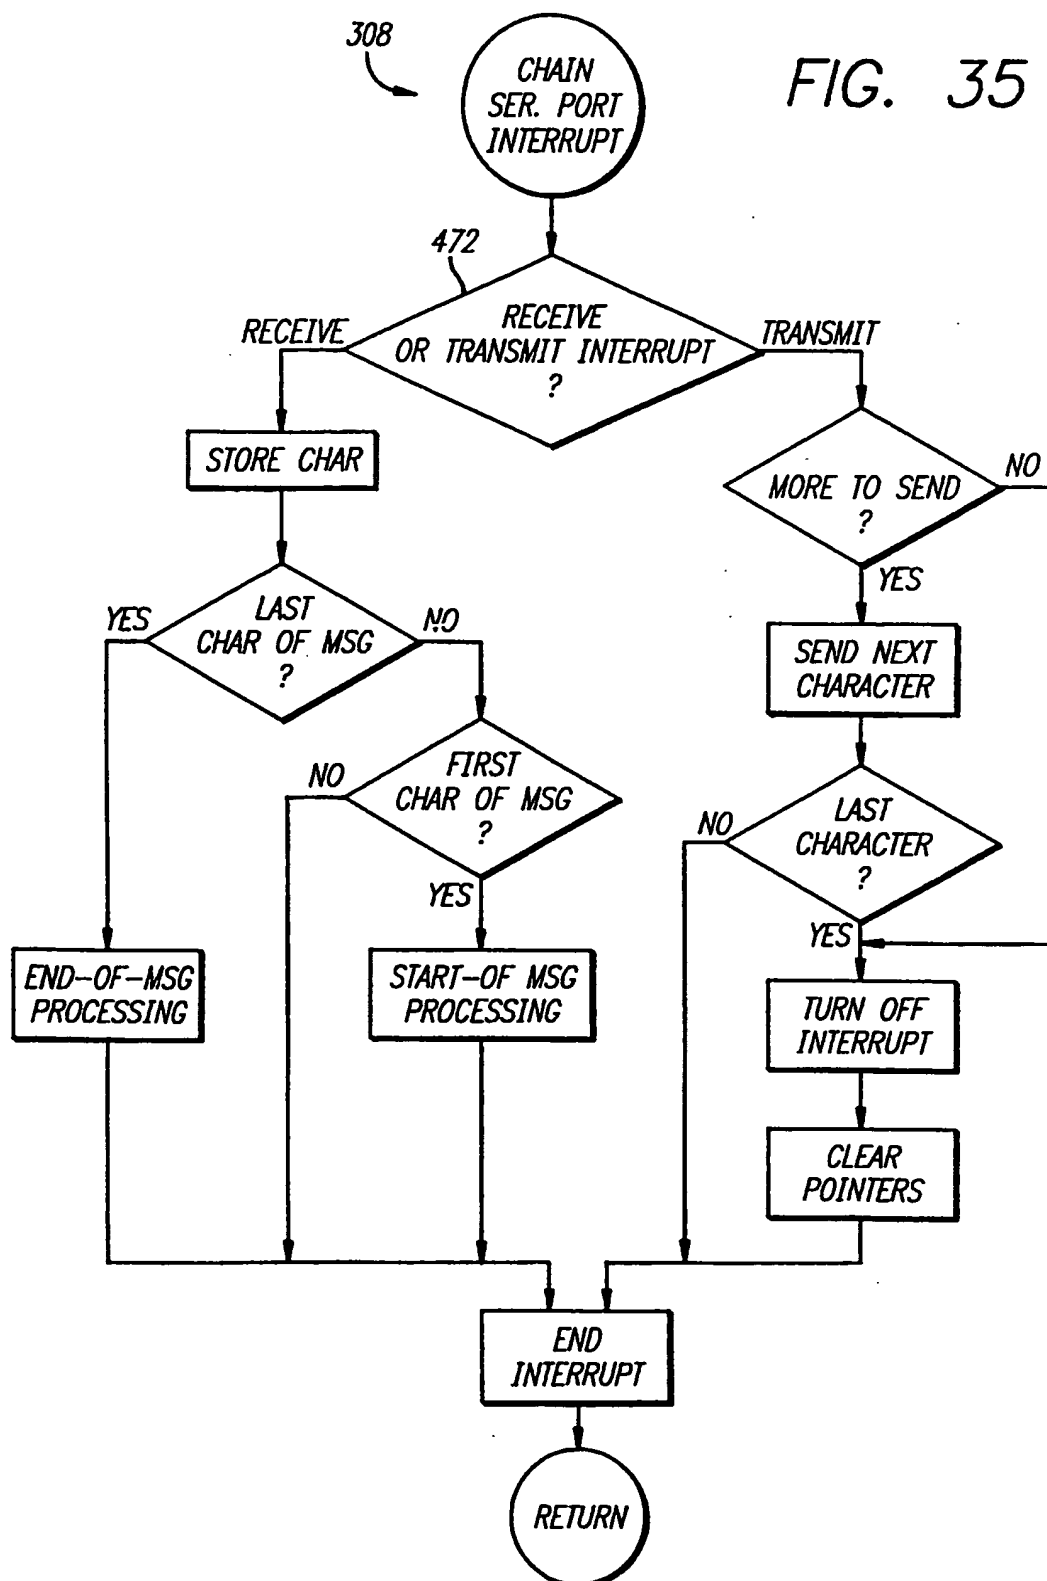 308
CHAIN
SER. PORT
INTERRUPT
FIG. 35
472
RECEIVE
OR TRANSMIT INTERRUPT
?
RECEIVE
TRANSMIT
STORE CHAR
MORE TO SEND
?
NO
YES
LAST
CHAR OF MSG
?
YES
NO
SEND NEXT
CHARACTER
FIRST
CHAR OF MSG
?
NO
YES
LAST
CHARACTER
?
NO
YES
END-OF-MSG
PROCESSING
START-OF MSG
PROCESSING
TURN OFF
INTERRUPT
CLEAR
POINTERS
END
INTERRUPT
RETURN